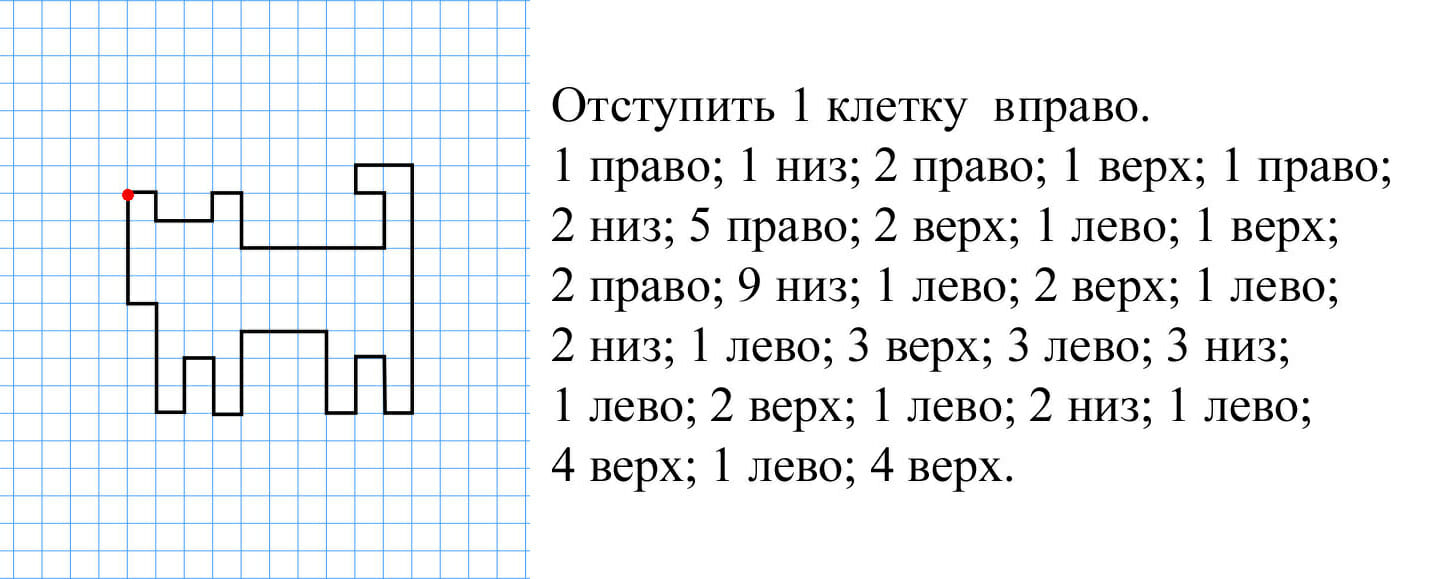 Отступить 1 клетку вправо.
1 право; 1 низ; 2 право; 1 верх; 1 право;
2 низ; 5 право; 2 верх; 1 лево; 1 верх;
2 право; 9 низ; 1 лево; 2 верх; 1 лево;
2 низ; 1 лево; 3 верх; 3 лево; 3 низ;
1 лево; 2 верх; 1 лево; 2 низ; 1 лево;
4 верх; 1 лево; 4 верх.